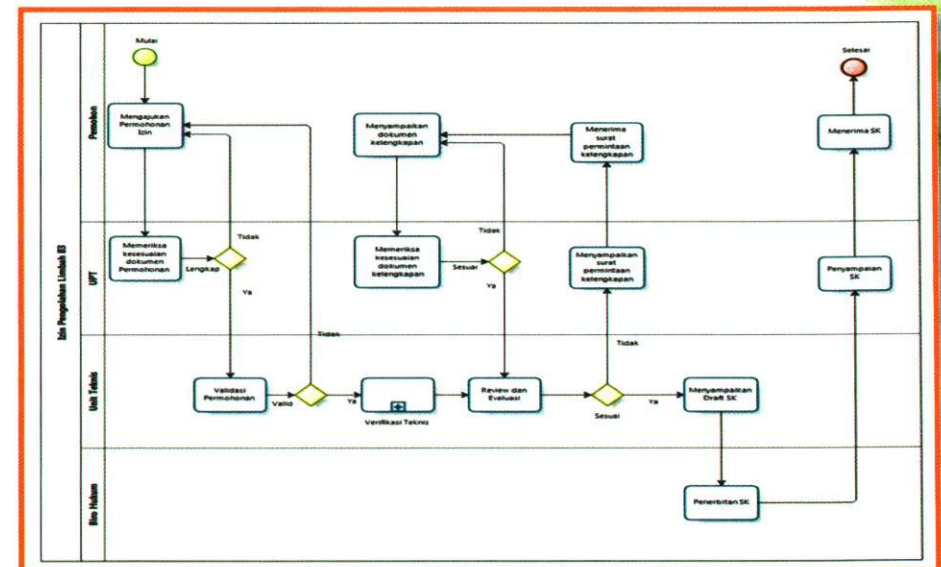 Izin Pengolahan Limbah B3
Pemohon
Mulai
Mengajukan
Permohonan
Izin
Menyampaikan
dokumen
kelengkapan
Menerima
surat
permintaan
kelengkapan
Menerima SK
Selesai
UPT
Memeriksa
kesesuaian
dokumen
Permohonan
Lengkap
Tidak
Ya
Memeriksa
kesesuaian
dokumen
kelengkapan
Sesuai
Tidak
Ya
Menyampaikan
surat
permintaan
kelengkapan
Penyampaian
SK
Unit Teknis
Validasi
Permohonan
Valid
Tidak
Ya
Verifikasi Teknis
Review dan
Evaluasi
Tidak
Sesuai
Ya
Menyampaikan
Draft SK
Biro Hukum
Penerbitan SK